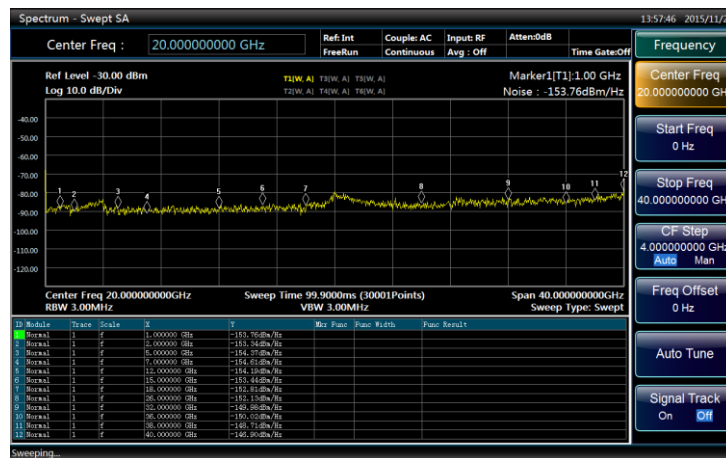 Spectrum - Swept SA 13:57:46 2015/11/2
Center Freq : 20.000000000 GHz
Ref: Int Couple: AC Input: RF Atten:0dB
FreeRun Continuous Avg : Off Time Gate:Off
Ref Level -30.00 dBm
Log 10.0 dB/Div
T1[W, A] T3[W, A] T5[W, A]
T2[W, A] T4[W, A] T6[W, A]
Marker1[T1]:1.00 GHz
Noise : -153.76dBm/Hz
-40.00
-50.00
-60.00
-70.00
-80.00
-90.00
-100.00
-110.00
-120.00
1 2 3 4 5 6 7 8 9 10 11 12
Center Freq 20.000000000GHz Sweep Time 99.9000ms (30001Points) Span 40.000000000GHz
RBW 3.00MHz VBW 3.00MHz Sweep Type: Swept
ID Module Trace Scale X Y Mkr Func Func Width Func Result
1 Normal 1 f 1.000000 GHz -153.76dBm/Hz
2 Normal 1 f 2.000000 GHz -153.34dBm/Hz
3 Normal 1 f 5.000000 GHz -154.37dBm/Hz
4 Normal 1 f 7.000000 GHz -154.61dBm/Hz
5 Normal 1 f 12.000000 GHz -154.19dBm/Hz
6 Normal 1 f 15.000000 GHz -153.44dBm/Hz
7 Normal 1 f 18.000000 GHz -152.81dBm/Hz
8 Normal 1 f 26.000000 GHz -152.13dBm/Hz
9 Normal 1 f 32.000000 GHz -149.98dBm/Hz
10 Normal 1 f 36.000000 GHz -150.02dBm/Hz
11 Normal 1 f 38.000000 GHz -148.71dBm/Hz
12 Normal 1 f 40.000000 GHz -146.90dBm/Hz
Sweeping...
Frequency
Center Freq
20.000000000 GH
Start Freq
0 Hz
Stop Freq
40.000000000 GH
CF Step
4.000000000 GHz
Auto Man
Freq Offset
0 Hz
Auto Tune
Signal Track
On Off